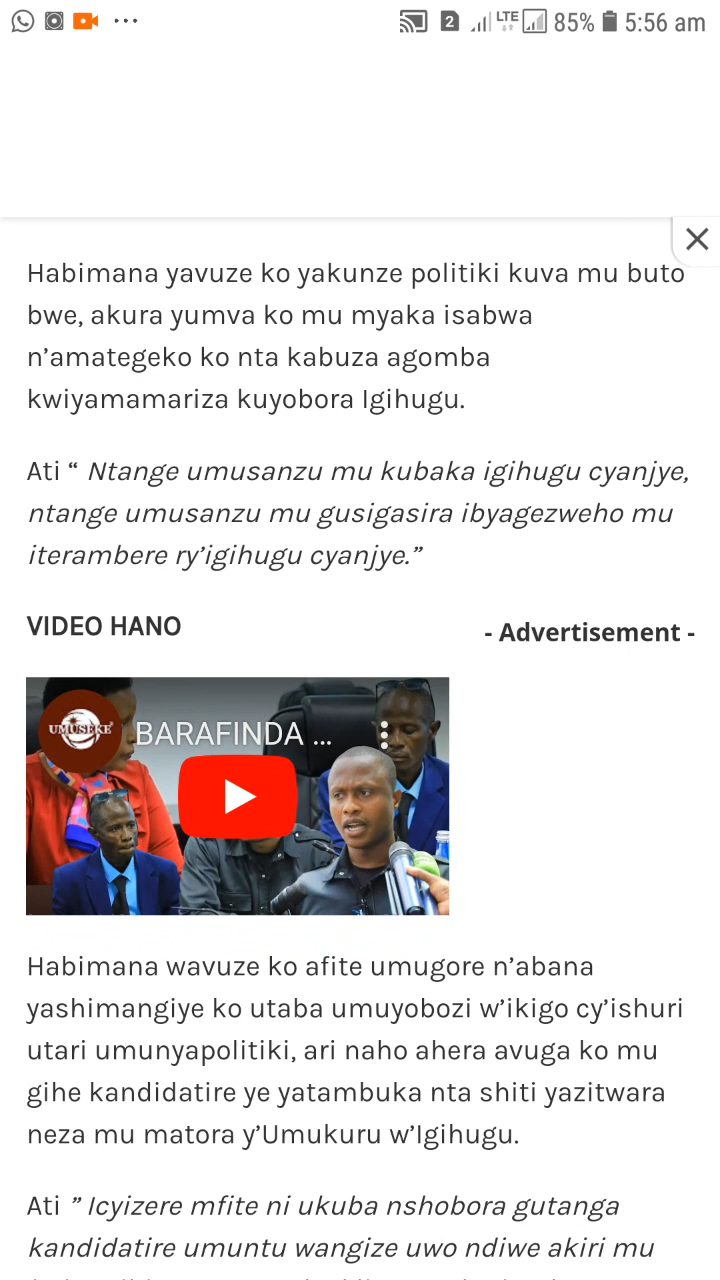 85% 5:56 am
2
LTE
Habimana yavuze ko yakunze politiki kuva mu buto
bwe, akura yumva ko mu myaka isabwa
n’amategeko ko nta kabuza agomba
kwiyamamariza kuyobora Igihugu.
Ati “ Ntange umusanzu mu kubaka igihugu cyanjye,
ntange umusanzu mu gusigasira ibyagezweho mu
iterambere ry’igihugu cyanjye.”
VIDEO HANO
- Advertisement -
UMUSEKE
BARAFINDA ...
Habimana wavuze ko afite umugore n’abana
yashimangiye ko utaba umuyobozi w’ikigo cy’ishuri
utari umunyapolitiki, ari naho ahera avuga ko mu
gihe kandidatire ye yatambuka nta shiti yazitwara
neza mu matora y’Umukuru w’Igihugu.
Ati ” Icyizere mfite ni ukuba nshobora gutanga
kandidatire umuntu wangize uwo ndiwe akiri mu